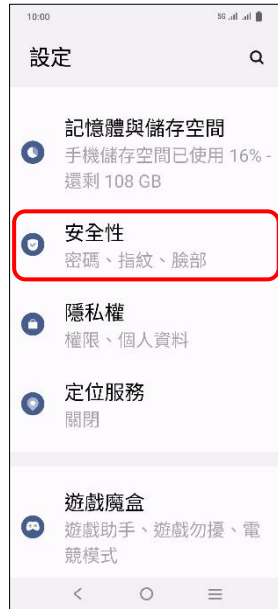 10:00
5G
設定
記憶體與儲存空間
手機儲存空間已使用 16% -
還剩 108 GB
安全性
密碼、指紋、臉部
隱私權
權限、個人資料
定位服務
關閉
遊戲魔盒
遊戲助手、遊戲勿擾、電
競模式